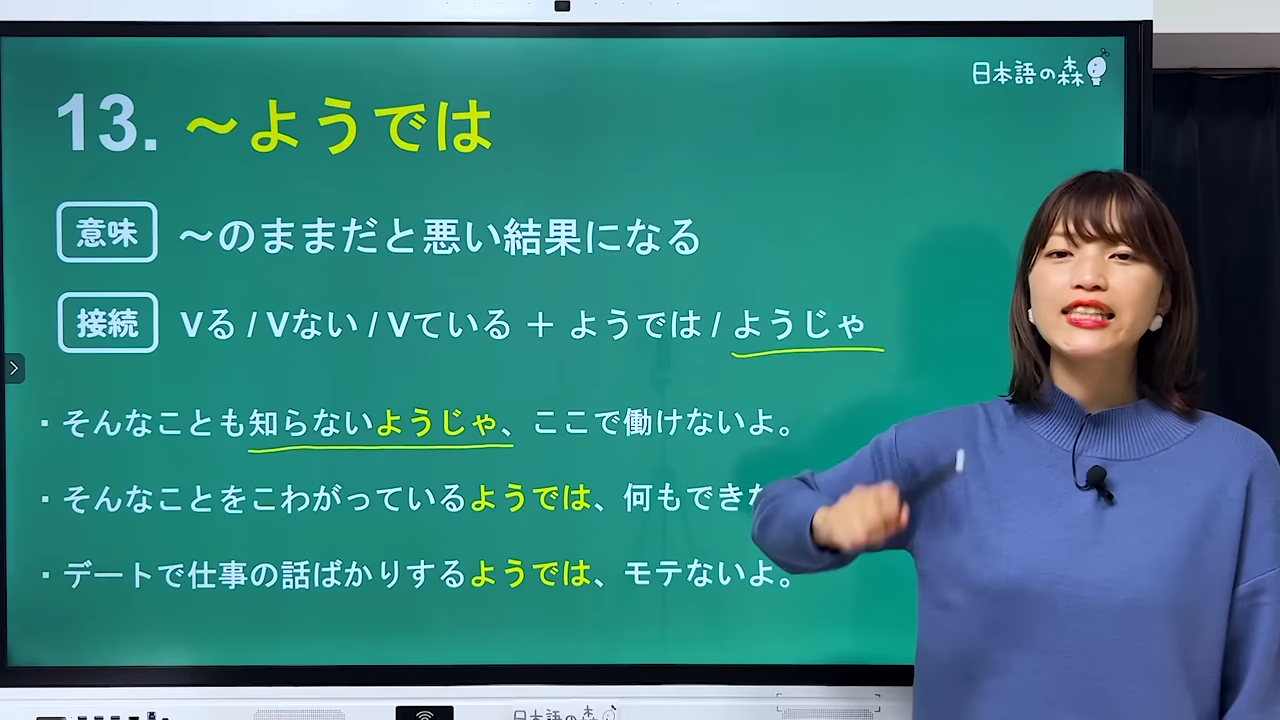 日本語の森
13. ～ようでは
意味 ～のままだと悪い結果になる
接続 Vる / Vない / Vている ＋ ようでは / ようじゃ
・そんなことも知らないようじゃ、ここで働けないよ。
・そんなことをこわがっているようでは、何もでき
・デートで仕事の話ばかりするようでは、モテないよ。
日本語の森